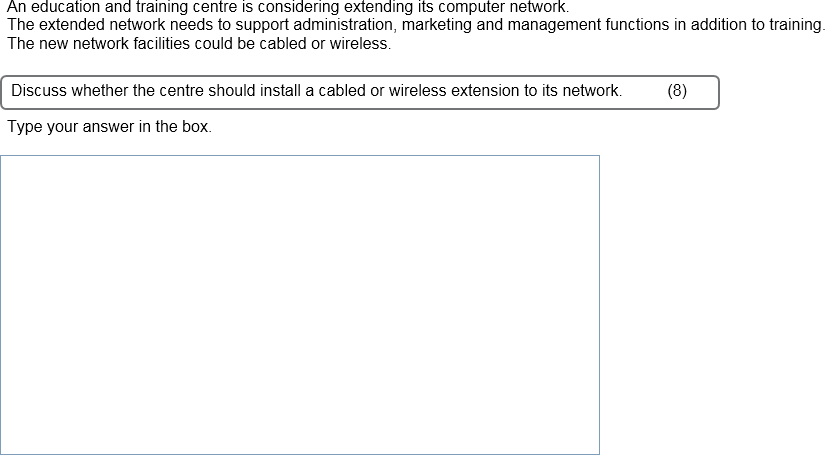 An education and training centre is considering extending its computer network.
The extended network needs to support administration, marketing and management functions in addition to training.
The new network facilities could be cabled or wireless.
Discuss whether the centre should install a cabled or wireless extension to its network. (8)
Type your answer in the box.